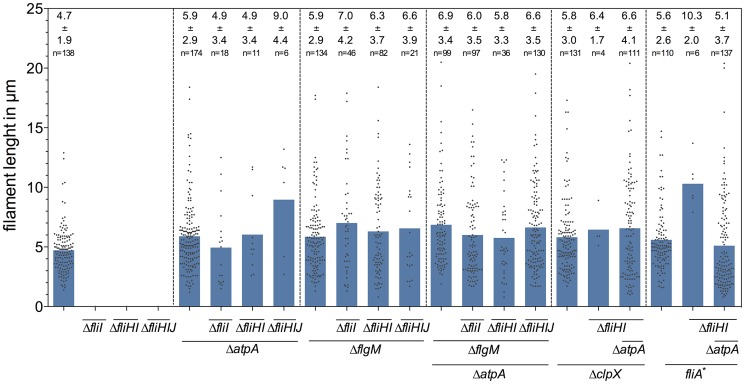 4.7 5.9 4.9 4.9 9.0 5.9 7.0 6.3 6.6 6.9 6.0 5.8 6.6 5.8 6.4 6.6 5.6 10.3 5.1
± ± ± ± ± ± ± ± ± ± ± ± ± ± ± ± ± ± ±
1.9 2.9 3.4 3.4 4.4 2.9 4.2 3.7 3.9 3.4 3.5 3.3 3.5 3.0 1.7 4.1 2.6 2.0 3.7
n=138 n=174 n=18 n=11 n=6 n=134 n=46 n=82 n=21 n=99 n=97 n=36 n=130 n=131 n=4 n=111 n=110 n=6 n=137
filament lenght in µm
25
20
15
10
5
0
ΔfliI ΔfliHI ΔfliHIJ ΔfliI ΔfliHI ΔfliHIJ ΔfliI ΔfliHI ΔfliHIJ ΔfliI ΔfliHI ΔfliHIJ ΔfliHI ΔfliHI
ΔatpA ΔflgM ΔflgM ΔatpA ΔatpA
ΔatpA ΔclpX fliA*